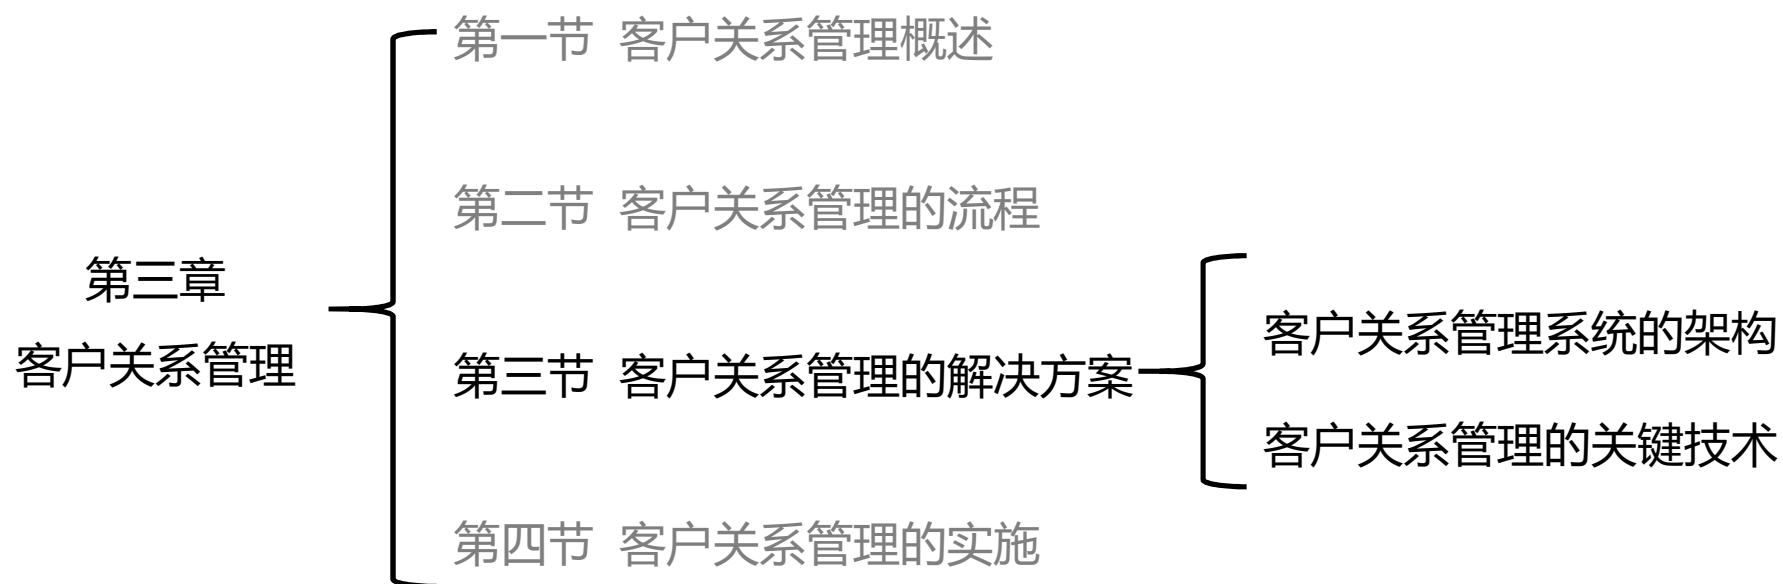 第三章
客户关系管理
第一节 客户关系管理概述
第二节 客户关系管理的流程
第三节 客户关系管理的解决方案
客户关系管理系统的架构
客户关系管理的关键技术
第四节 客户关系管理的实施